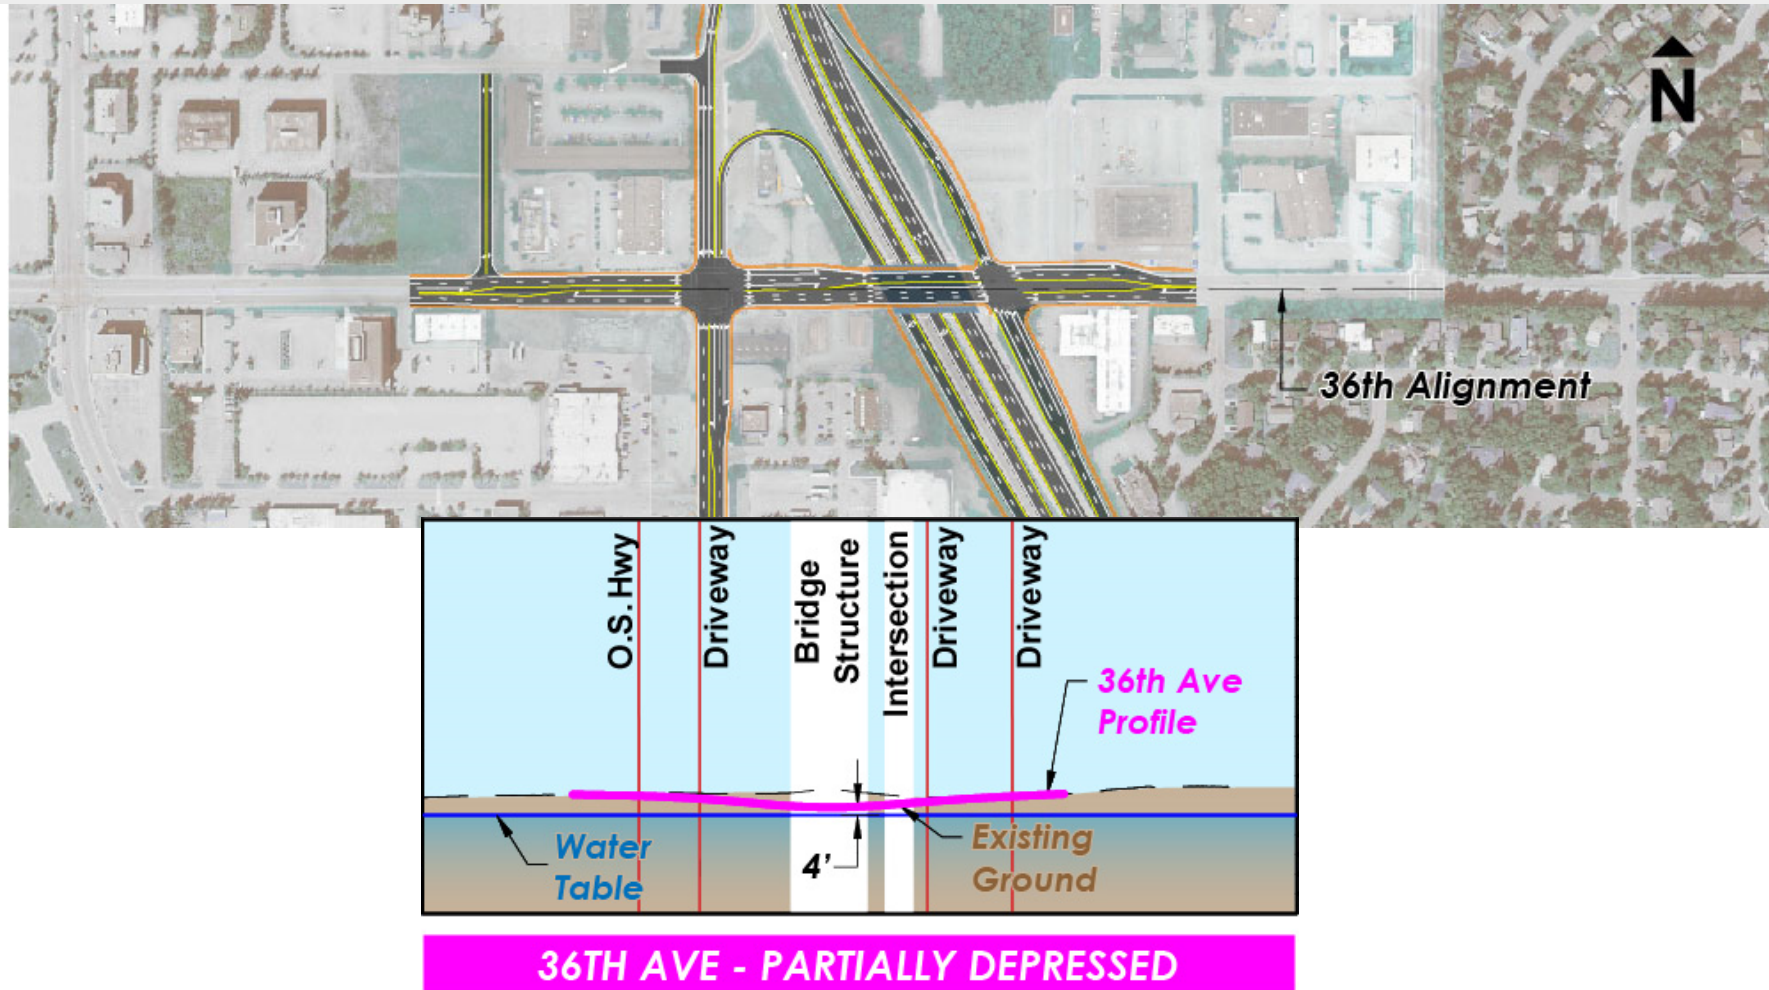 N
36th Alignment
O.S. Hwy
Driveway
Bridge
Structure
Intersection
Driveway
Driveway
36th Ave
Profile
Water
Table
4'
Existing
Ground
36TH AVE - PARTIALLY DEPRESSED